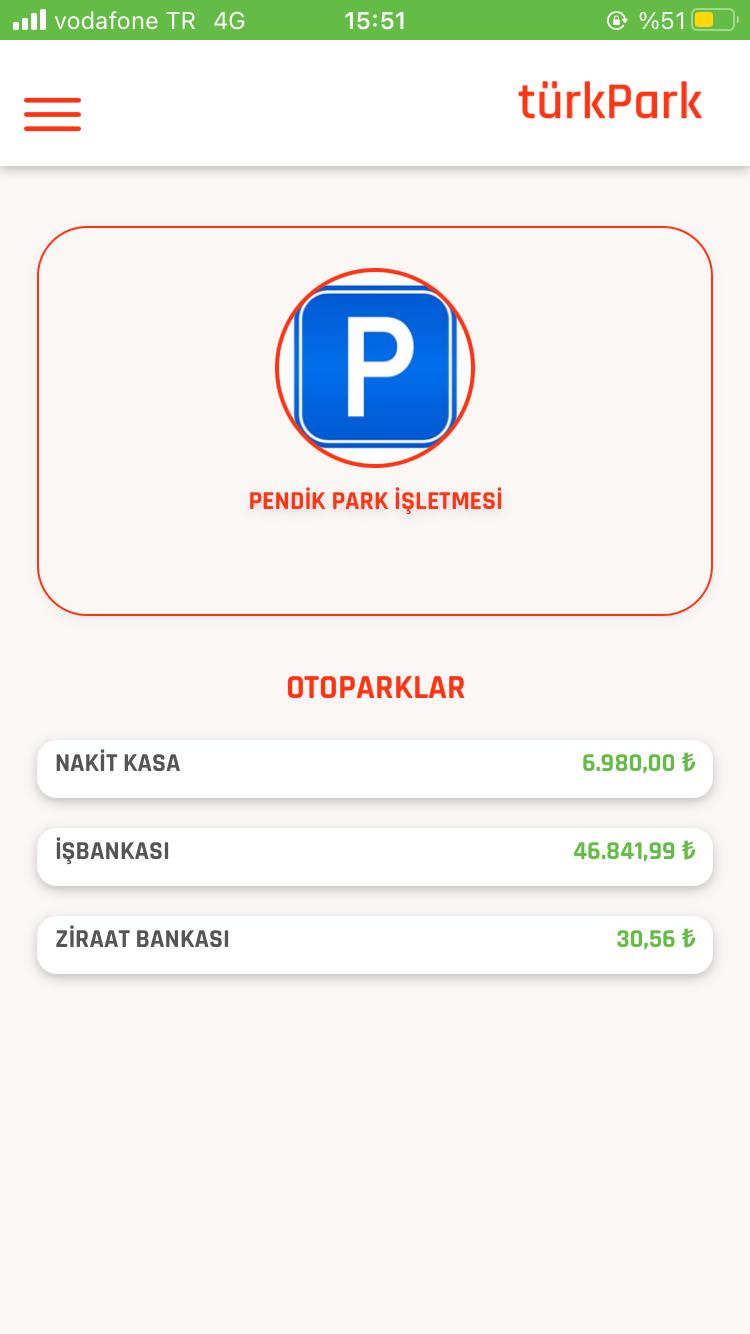 vodafone TR 4G 15:51 %51
türkPark
P
PENDİK PARK İŞLETMESİ
OTOPARKLAR
NAKİT KASA 6.980,00 ₺
İŞBANKASI 46.841,99 ₺
ZİRAAT BANKASI 30,56 ₺